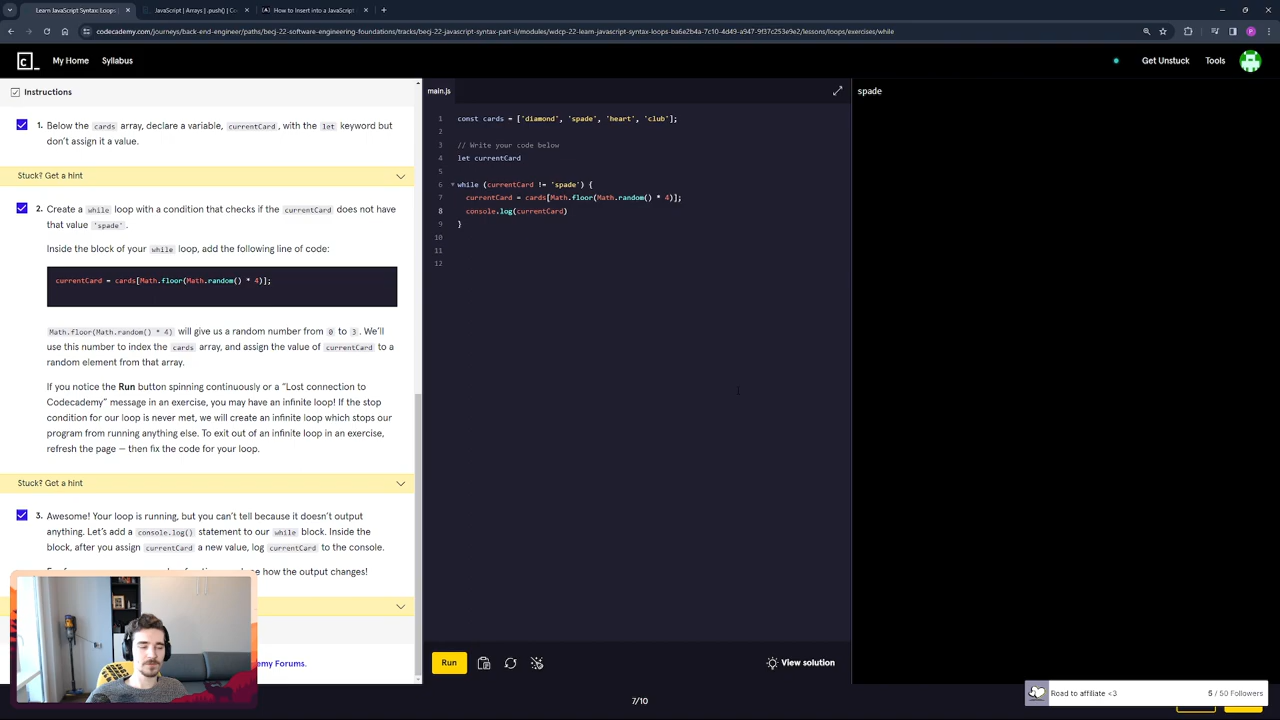 Learn JavaScript Syntax: Loops
JavaScript | Arrays | .push() | Co
How to Insert into a JavaScript
codecademy.com/journeys/back-end-engineer/paths/becj-22-software-engineering-foundations/tracks/becj-22-javascript-syntax-part-ii/modules/wdcp-22-learn-javascript-syntax-loops-ba6e2b4a-7c10-4d49-a947-9f37c253e9e2/lessons/loops/exercises/while
My Home
Syllabus
Get Unstuck
Tools
Instructions
1. Below the cards array, declare a variable, currentCard, with the let keyword but
don't assign it a value.
Stuck? Get a hint
2. Create a while loop with a condition that checks if the currentCard does not have
that value 'spade'.
Inside the block of your while loop, add the following line of code:
currentCard = cards[Math.floor(Math.random() * 4)];
Math.floor(Math.random() * 4) will give us a random number from 0 to 3. We'll
use this number to index the cards array, and assign the value of currentCard to a
random element from that array.
If you notice the Run button spinning continuously or a "Lost connection to
Codecademy" message in an exercise, you may have an infinite loop! If the stop
condition for our loop is never met, we will create an infinite loop which stops our
program from running anything else. To exit out of an infinite loop in an exercise,
refresh the page — then fix the code for your loop.
Stuck? Get a hint
3. Awesome! Your loop is running, but you can't tell because it doesn't output
anything. Let's add a console.log() statement to our while block. Inside the
block, after you assign currentCard a new value, log currentCard to the console.
how the output changes!
emy Forums.
main.js
1 const cards = ['diamond', 'spade', 'heart', 'club'];
2
3 // Write your code below
4 let currentCard
5
6 while (currentCard != 'spade') {
7 currentCard = cards[Math.floor(Math.random() * 4)];
8 console.log(currentCard)
9 }
10
11
12
Run
View solution
spade
7/10
Road to affiliate <3
5 / 50 Followers